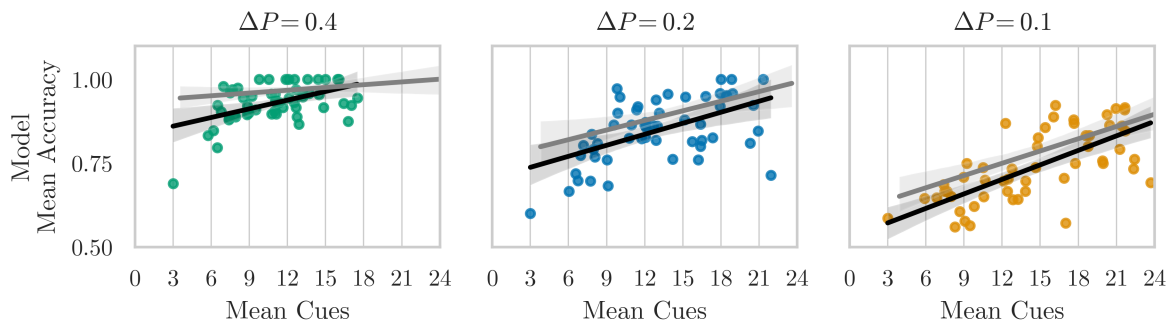 ΔP = 0.4 ΔP = 0.2 ΔP = 0.1
Model
Mean Accuracy
1.00
0.75
0.50
0 3 6 9 12 15 18 21 24 0 3 6 9 12 15 18 21 24 0 3 6 9 12 15 18 21 24
Mean Cues Mean Cues Mean Cues